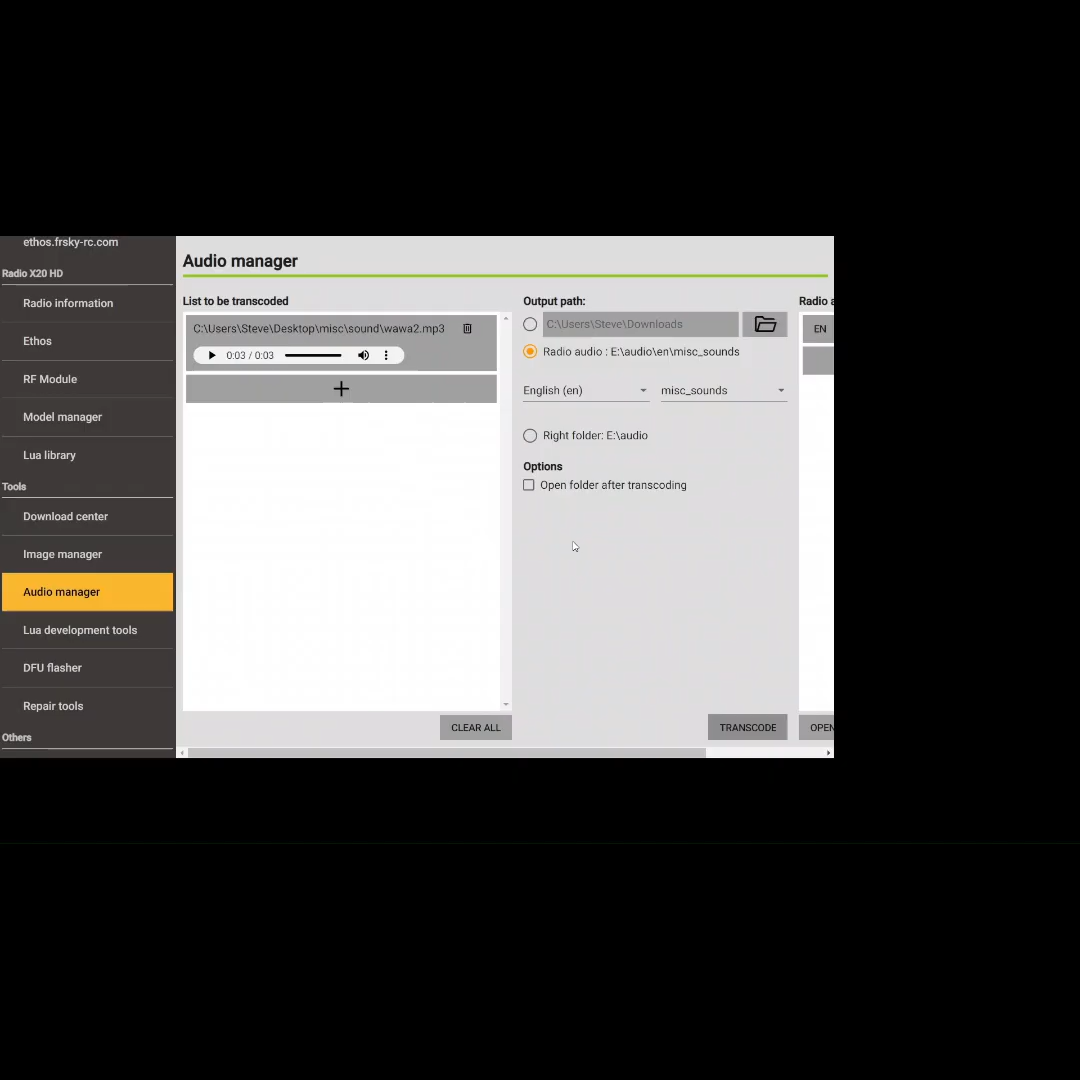 ethos.frsky-rc.com
Radio X20 HD
Radio information
Ethos
RF Module
Model manager
Lua library
Tools
Download center
Image manager
Audio manager
Lua development tools
DFU flasher
Repair tools
Others
Audio manager
List to be transcoded
C:\Users\Steve\Desktop\misc\sound\wawa2.mp3
0:03 / 0:03
CLEAR ALL
Output path:
C:\Users\Steve\Downloads
Radio audio : E:\audio\en\misc_sounds
English (en) misc_sounds
Right folder: E:\audio
Options
Open folder after transcoding
TRANSCODE
Radio a
EN
OPEN